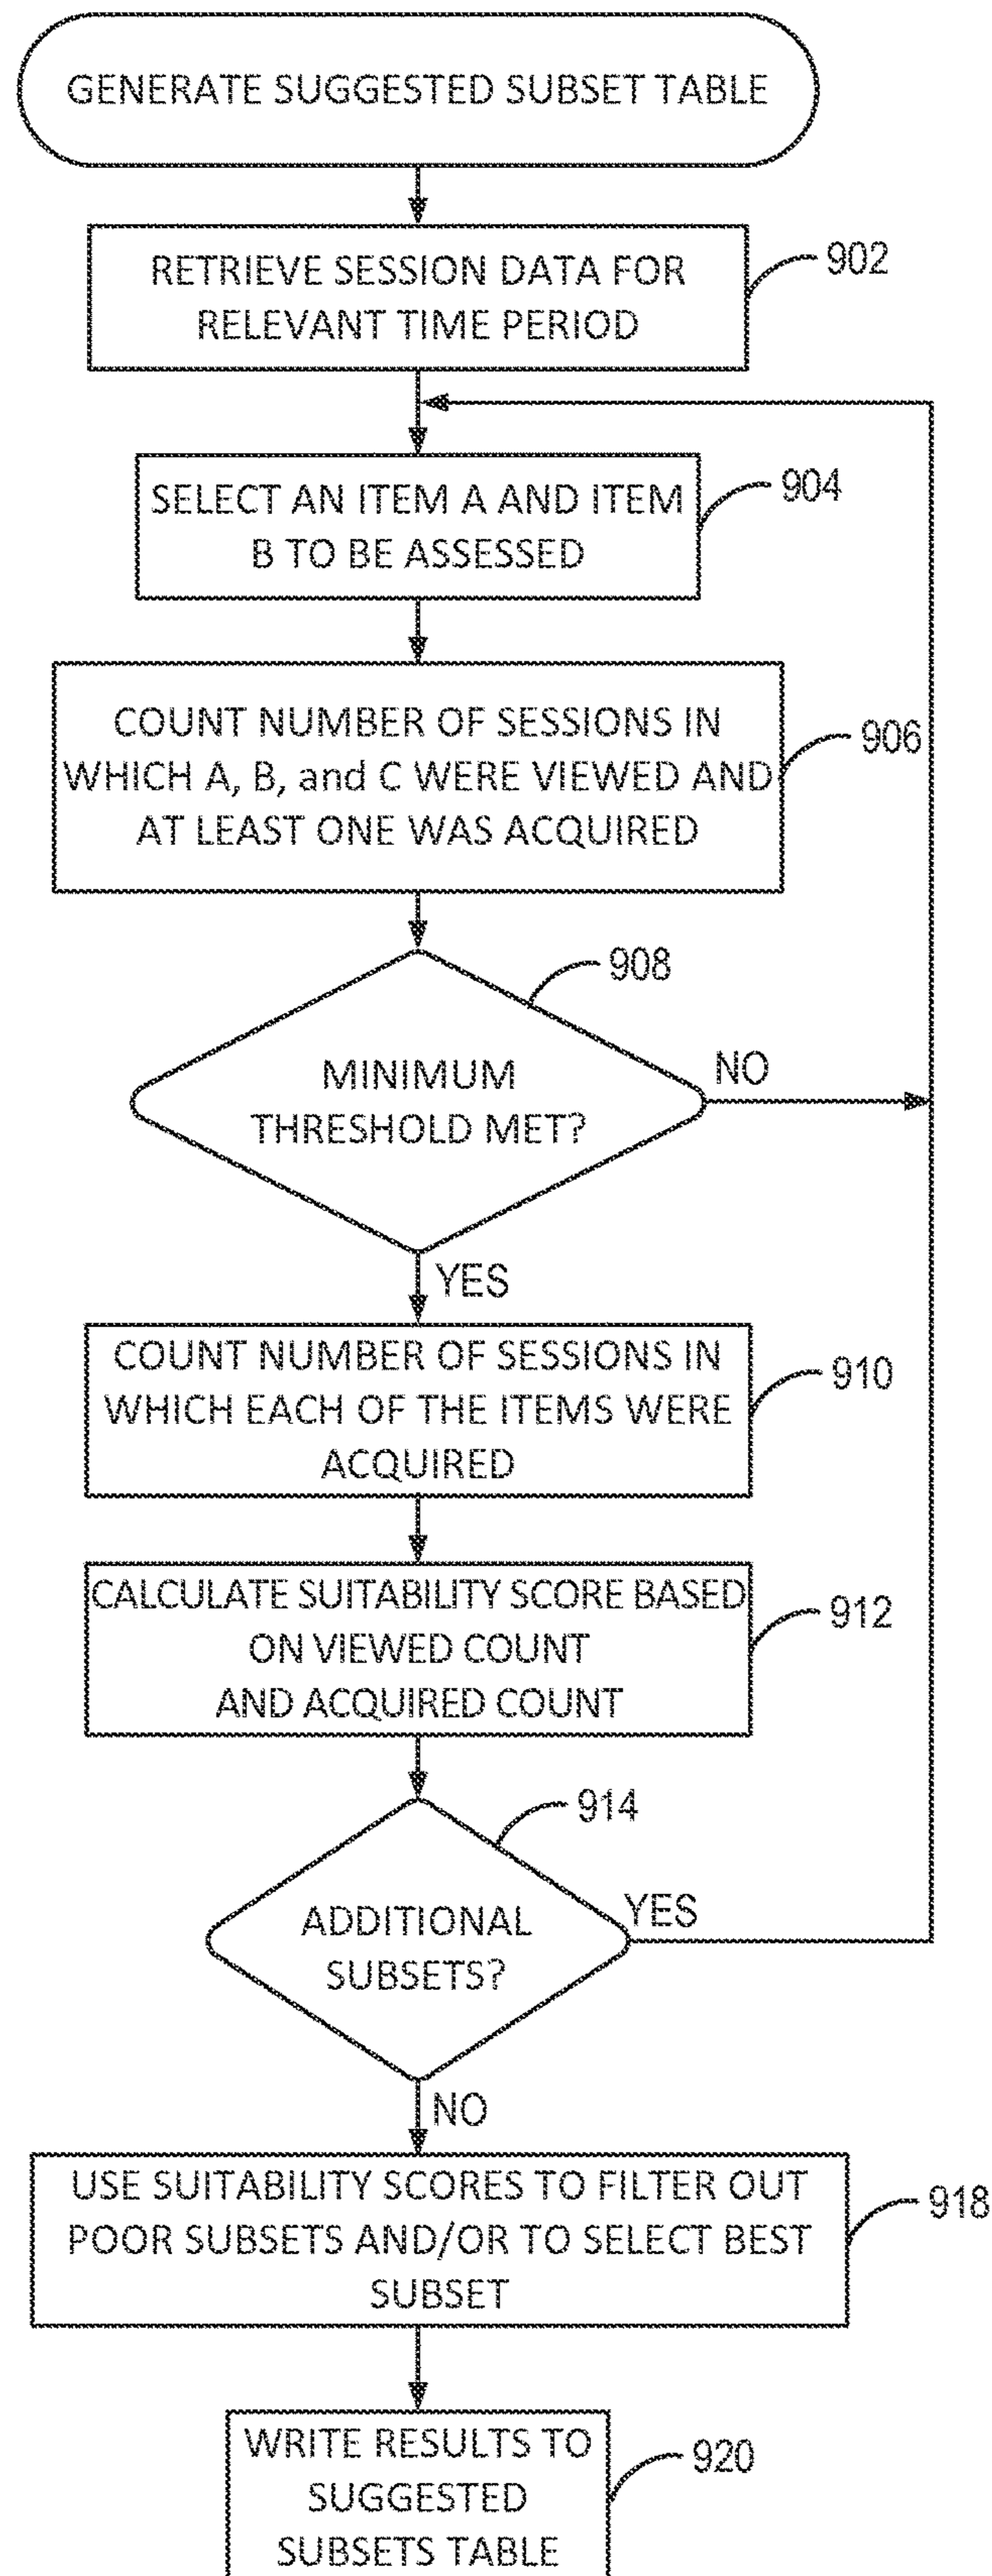 GENERATE SUGGESTED SUBSET TABLE
RETRIEVE SESSION DATA FOR
RELEVANT TIME PERIOD
902
SELECT AN ITEM A AND ITEM
B TO BE ASSESSED
904
COUNT NUMBER OF SESSIONS IN
WHICH A, B, and C WERE VIEWED AND
AT LEAST ONE WAS ACQUIRED
906
908
MINIMUM
THRESHOLD MET?
NO
YES
COUNT NUMBER OF SESSIONS IN
WHICH EACH OF THE ITEMS WERE
ACQUIRED
910
CALCULATE SUITABILITY SCORE BASED
ON VIEWED COUNT
AND ACQUIRED COUNT
912
914
ADDITIONAL
SUBSETS?
YES
NO
USE SUITABILITY SCORES TO FILTER OUT
POOR SUBSETS AND/OR TO SELECT BEST
SUBSET
918
WRITE RESULTS TO
SUGGESTED
SUBSETS TABLE
920